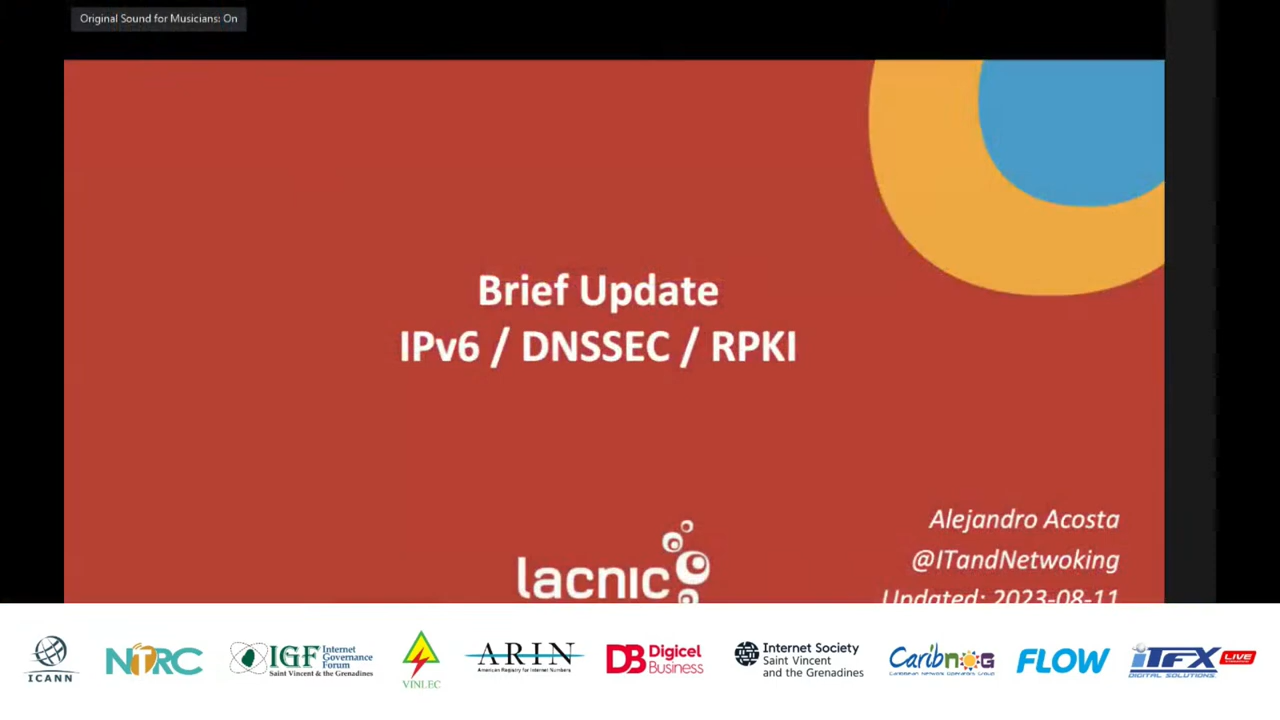 Original Sound for Musicians: On
Brief Update
IPv6 / DNSSEC / RPKI
Alejandro Acosta
@ITandNetwoking
Updated: 2023-08-11
lacnic
ICANN
NTRC
IGF Internet Governance Forum
Saint Vincent & the Grenadines
VINLEC
ARIN
American Registry for Internet Numbers
DB Digicel Business
Internet Society
Saint Vincent
and the Grenadines
CaribNOG
Caribbean Network Operators Group
FLOW
iTFX LIVE
DIGITAL SOLUTIONS